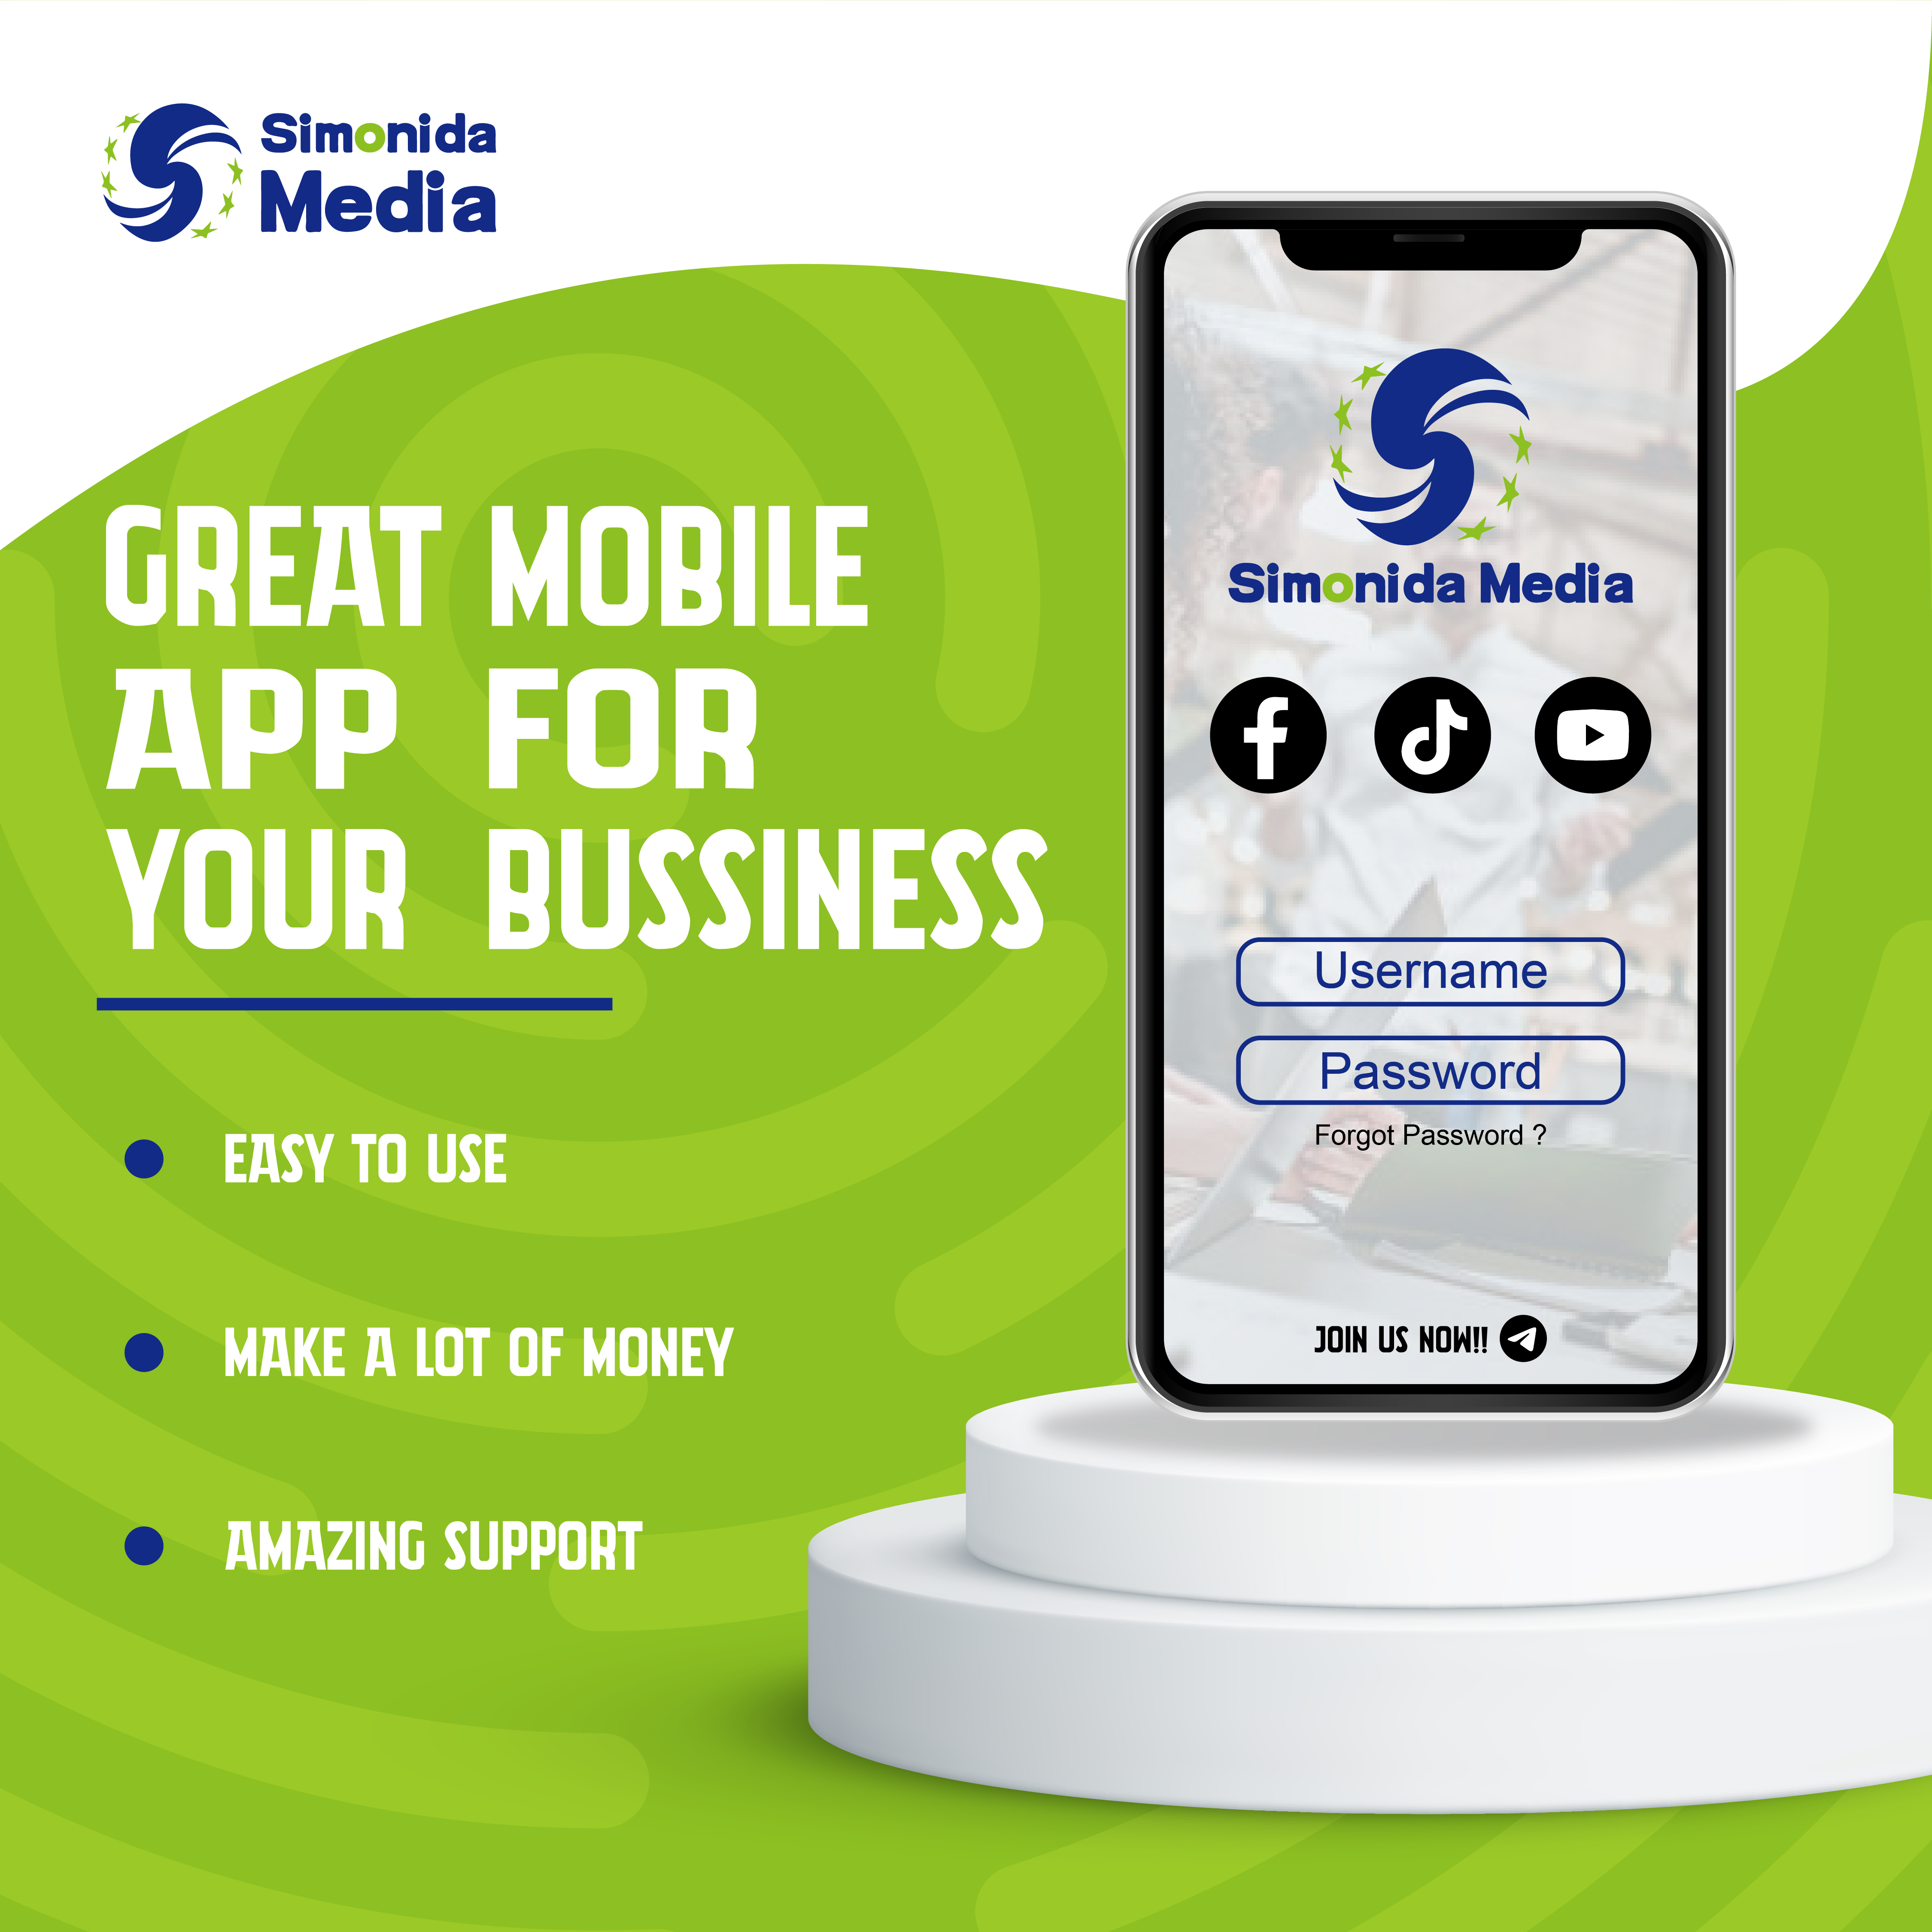 Simonida
Media
GREAT MOBILE
APP FOR
YOUR BUSSINESS
EASY TO USE
MAKE A LOT OF MONEY
AMAZING SUPPORT
Simonida Media
Username
Password
Forgot Password ?
JOIN US NOW!!